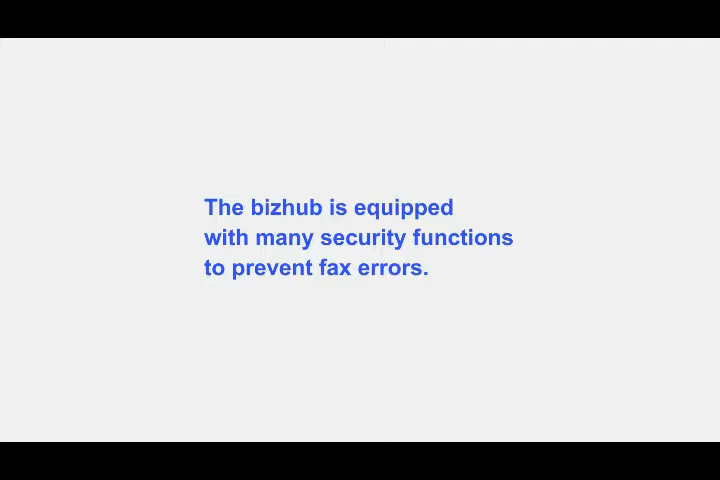 The bizhub is equipped
with many security functions
to prevent fax errors.